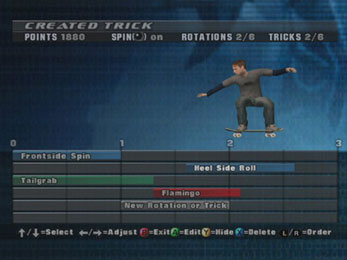 CREATED TRICK
POINTS 1880 SPIN( ) on ROTATIONS 2/6 TRICKS 2/6
0 1 2 3
Frontside Spin
Heel Side Roll
Tailgrab
Flamingo
New Rotation or Trick
↑/↓=Select ←/→=Adjust B=Exit A=Edit Y=Hide X=Delete L/R=Order